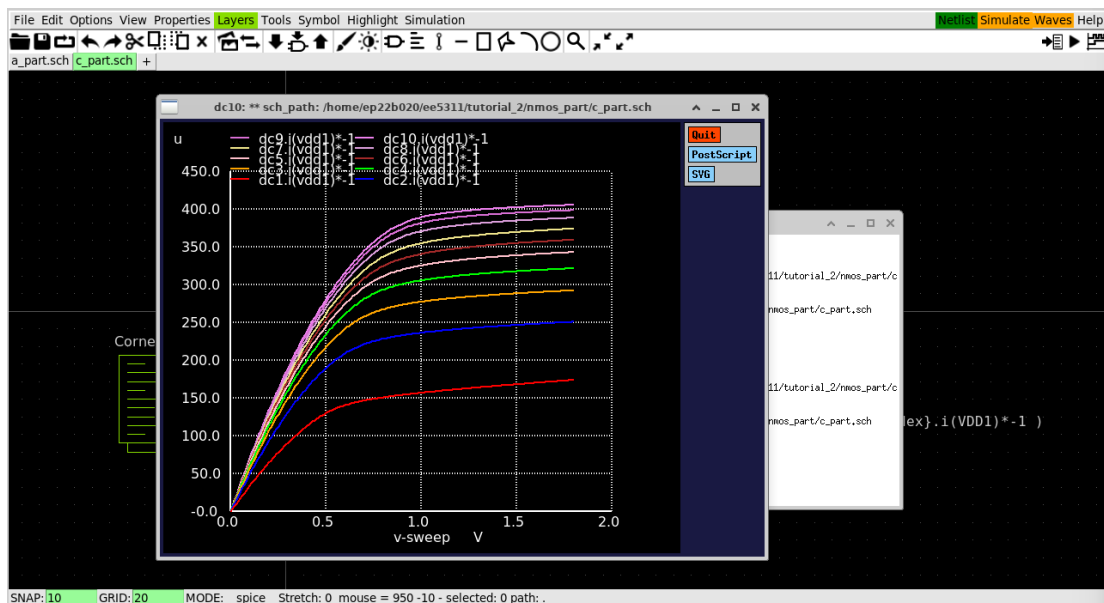 File Edit Options View Properties Layers Tools Symbol Highlight Simulation Netlist Simulate Waves Help
a_part.sch c_part.sch +
dc10: ** sch_path: /home/ep22b020/ee5311/tutorial_2/nmos_part/c_part.sch
u
dc9.i(vdd1)*-1 dc10.i(vdd1)*-1
dc7.i(vdd1)*-1 dc8.i(vdd1)*-1
dc5.i(vdd1)*-1 dc6.i(vdd1)*-1
dc3.i(vdd1)*-1 dc4.i(vdd1)*-1
dc1.i(vdd1)*-1 dc2.i(vdd1)*-1
Quit
PostScript
SVG
450.0
400.0
350.0
300.0
250.0
200.0
150.0
100.0
50.0
-0.0
0.0 0.5 1.0 1.5 2.0
v-sweep V
Corne
11/tutorial_2/nmos_part/c
nmos_part/c_part.sch
11/tutorial_2/nmos_part/c
nmos_part/c_part.sch
lex}.i(VDD1)*-1 )
SNAP: 10 GRID: 20 MODE: spice Stretch: 0 mouse = 950 -10 - selected: 0 path: .